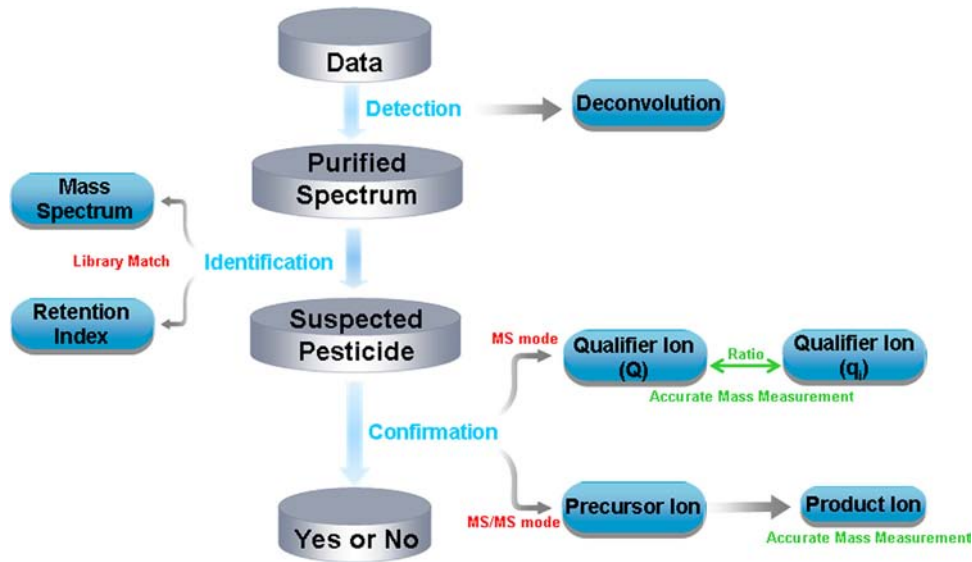 Data
Detection
Deconvolution
Purified
Spectrum
Mass
Spectrum
Library Match
Identification
Retention
Index
Suspected
Pesticide
MS mode
Qualifier Ion
(Q)
Ratio
Qualifier Ion
(qi)
Accurate Mass Measurement
Confirmation
MS/MS mode
Precursor Ion
Product Ion
Accurate Mass Measurement
Yes or No